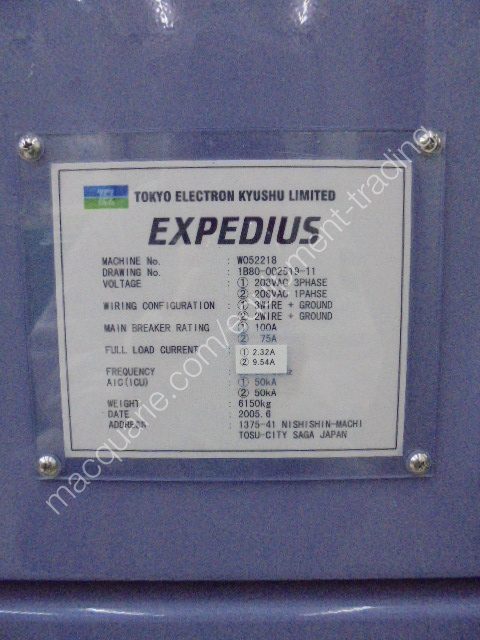 TOKYO ELECTRON KYUSHU LIMITED
EXPEDIUS
MACHINE No. : W052218
DRAWING No. : 1B80-002519-11
VOLTAGE : ① 208VAC 3PHASE
② 208VAC 1PAHSE
WIRING CONFIGURATION : ① 3WIRE + GROUND
② 2WIRE + GROUND
MAIN BREAKER RATING : ① 100A
② 75A
FULL LOAD CURRENT ① 2.32A
② 9.54A
FREQUENCY
AIC(ICU) : ① 50kA
② 50kA
WEIGHT : 6150kg
DATE : 2005.6
ADDRESS : 1375-41 NISHISHIN-MACHI
TOSU-CITY SAGA JAPAN
macquarie.com/equipment-trading